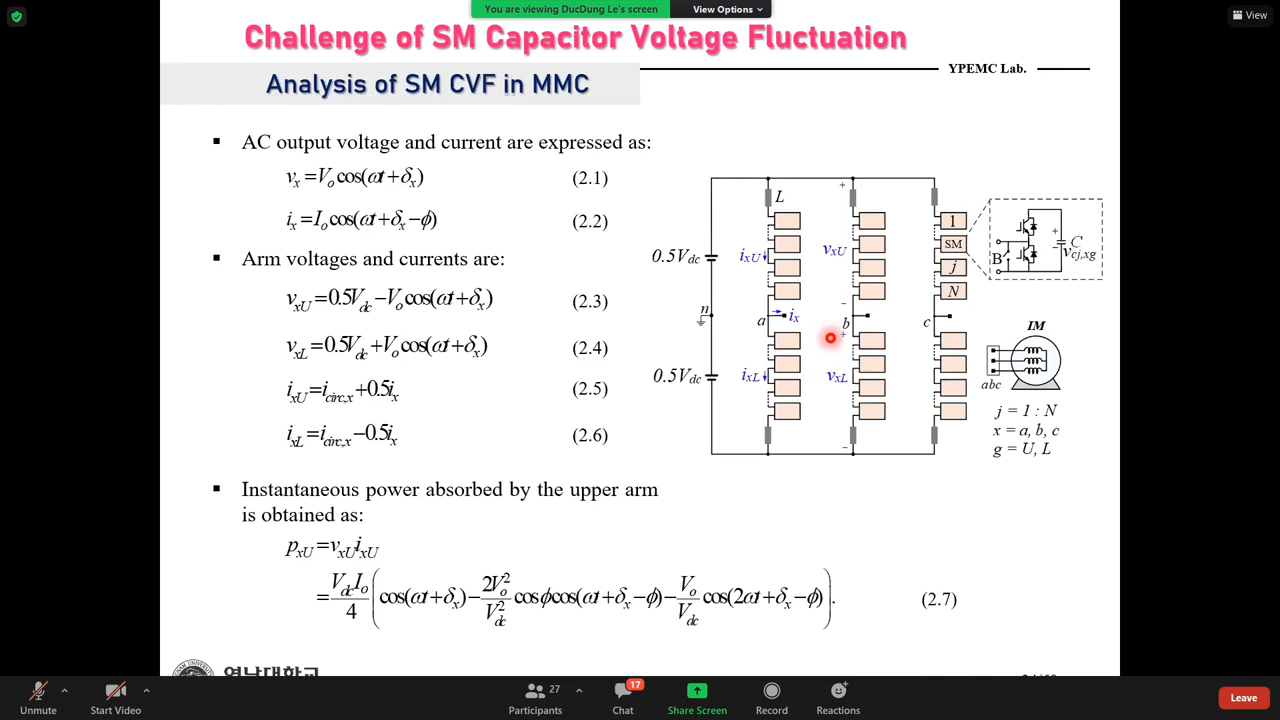 You are viewing DucDung Le's screen
View Options
View
Challenge of SM Capacitor Voltage Fluctuation
Analysis of SM CVF in MMC
YPEMC Lab.
▪ AC output voltage and current are expressed as:
v_x = V_o cos(ωt + δ_x) (2.1)
i_x = I_o cos(ωt + δ_x − ϕ) (2.2)
▪ Arm voltages and currents are:
v_xU = 0.5V_dc − V_o cos(ωt + δ_x) (2.3)
v_xL = 0.5V_dc + V_o cos(ωt + δ_x) (2.4)
i_xU = i_circ,x + 0.5i_x (2.5)
i_xL = i_circ,x − 0.5i_x (2.6)
▪ Instantaneous power absorbed by the upper arm
is obtained as:
p_xU = v_xU i_xU
= V_dc I_o / 4 ( cos(ωt + δ_x) − 2V_o² / V_dc² cosϕcos(ωt + δ_x − ϕ) − V_o / V_dc cos(2ωt + δ_x − ϕ) ). (2.7)
L
+
0.5V_dc
i_xU
v_xU
1
SM
j
N
−
n
a
i_x
b
c
+
0.5V_dc
i_xL
v_xL
−
B
+
−
C
v_cj,xg
IM
abc
j = 1 : N
x = a, b, c
g = U, L
영남대학교
Unmute
Start Video
27
Participants
17
Chat
Share Screen
Record
Reactions
Leave